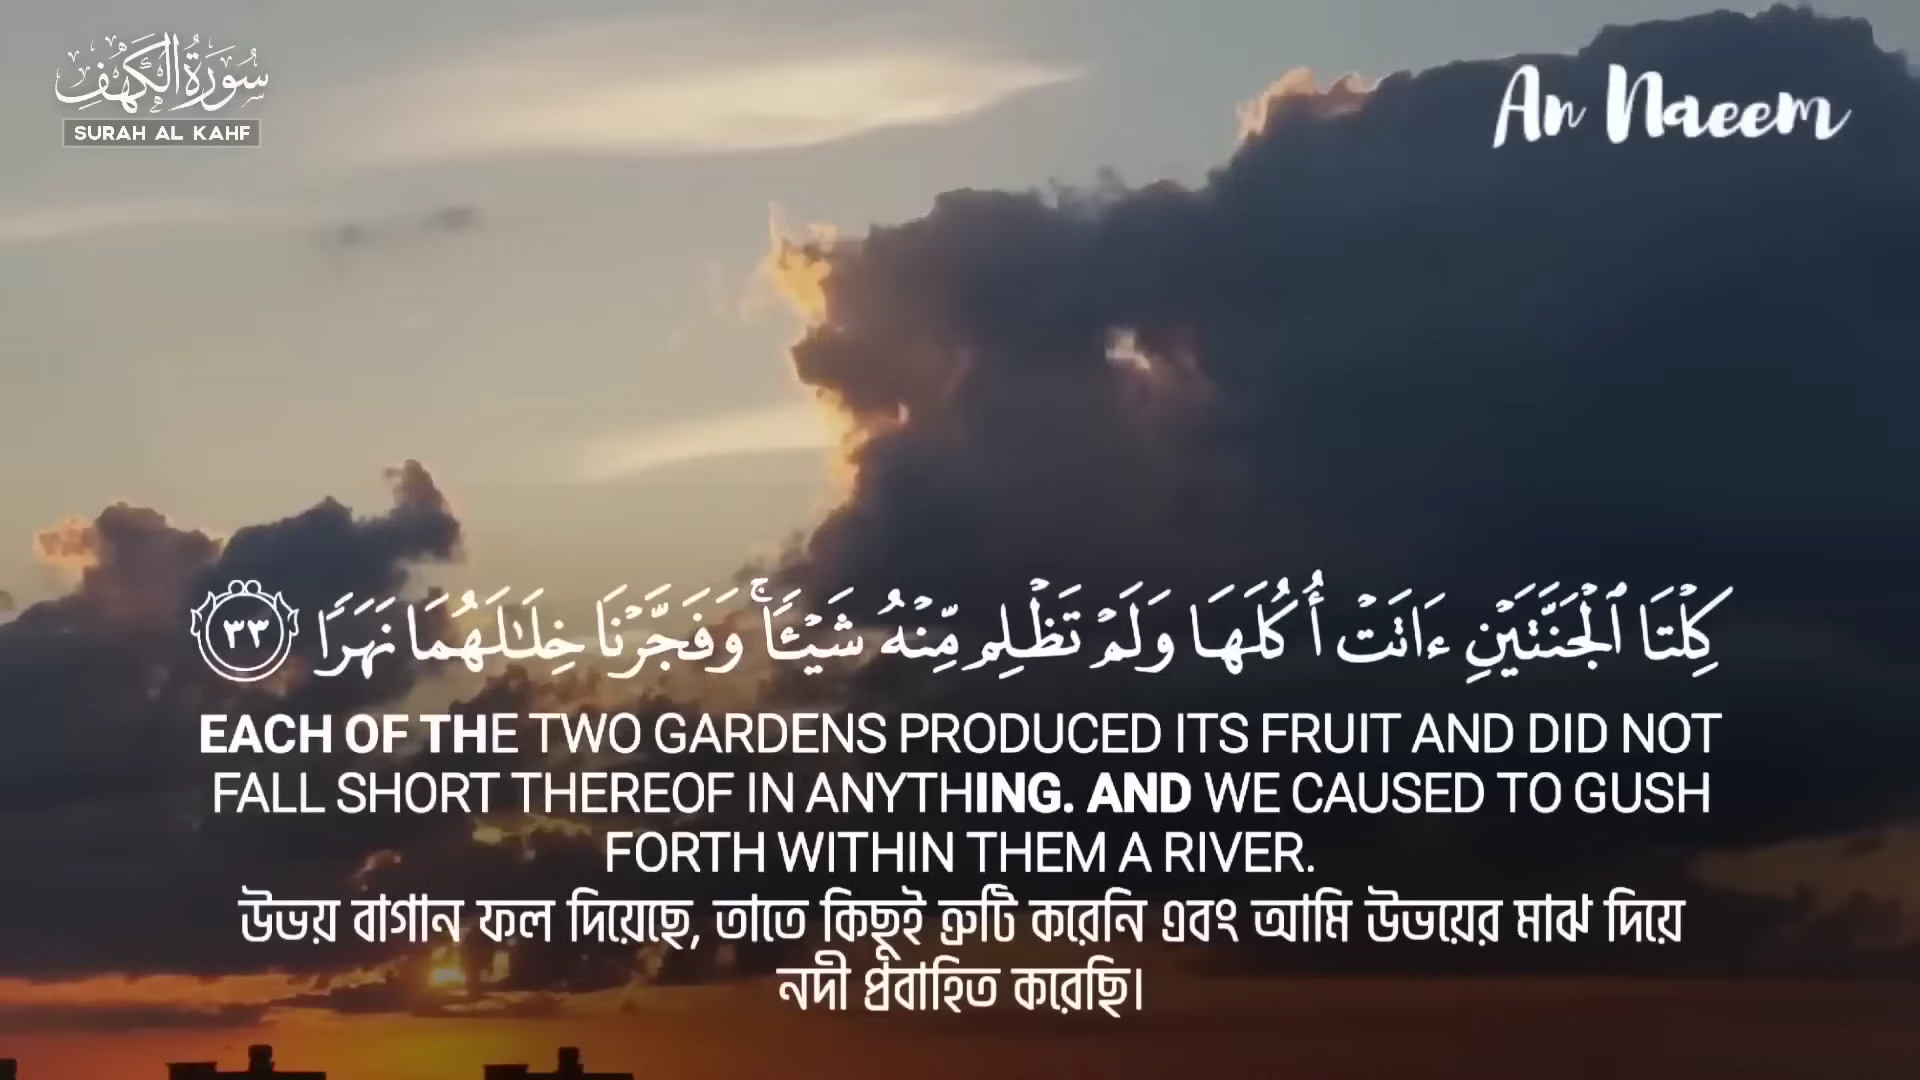 سُورَةُ الكَهْفِ
SURAH AL KAHF
An Naeem
كِلْتَا ٱلْجَنَّتَيْنِ ءَاتَتْ أُكُلَهَا وَلَمْ تَظْلِم مِّنْهُ شَيْـًٔا ۚ وَفَجَّرْنَا خِلَـٰلَهُمَا نَهَرًا ٣٣
EACH OF THE TWO GARDENS PRODUCED ITS FRUIT AND DID NOT
FALL SHORT THEREOF IN ANYTHING. AND WE CAUSED TO GUSH
FORTH WITHIN THEM A RIVER.
উভয় বাগান ফল দিয়েছে, তাতে কিছুই ত্রুটি করেনি এবং আমি উভয়ের মাঝ দিয়ে
নদী প্রবাহিত করেছি।